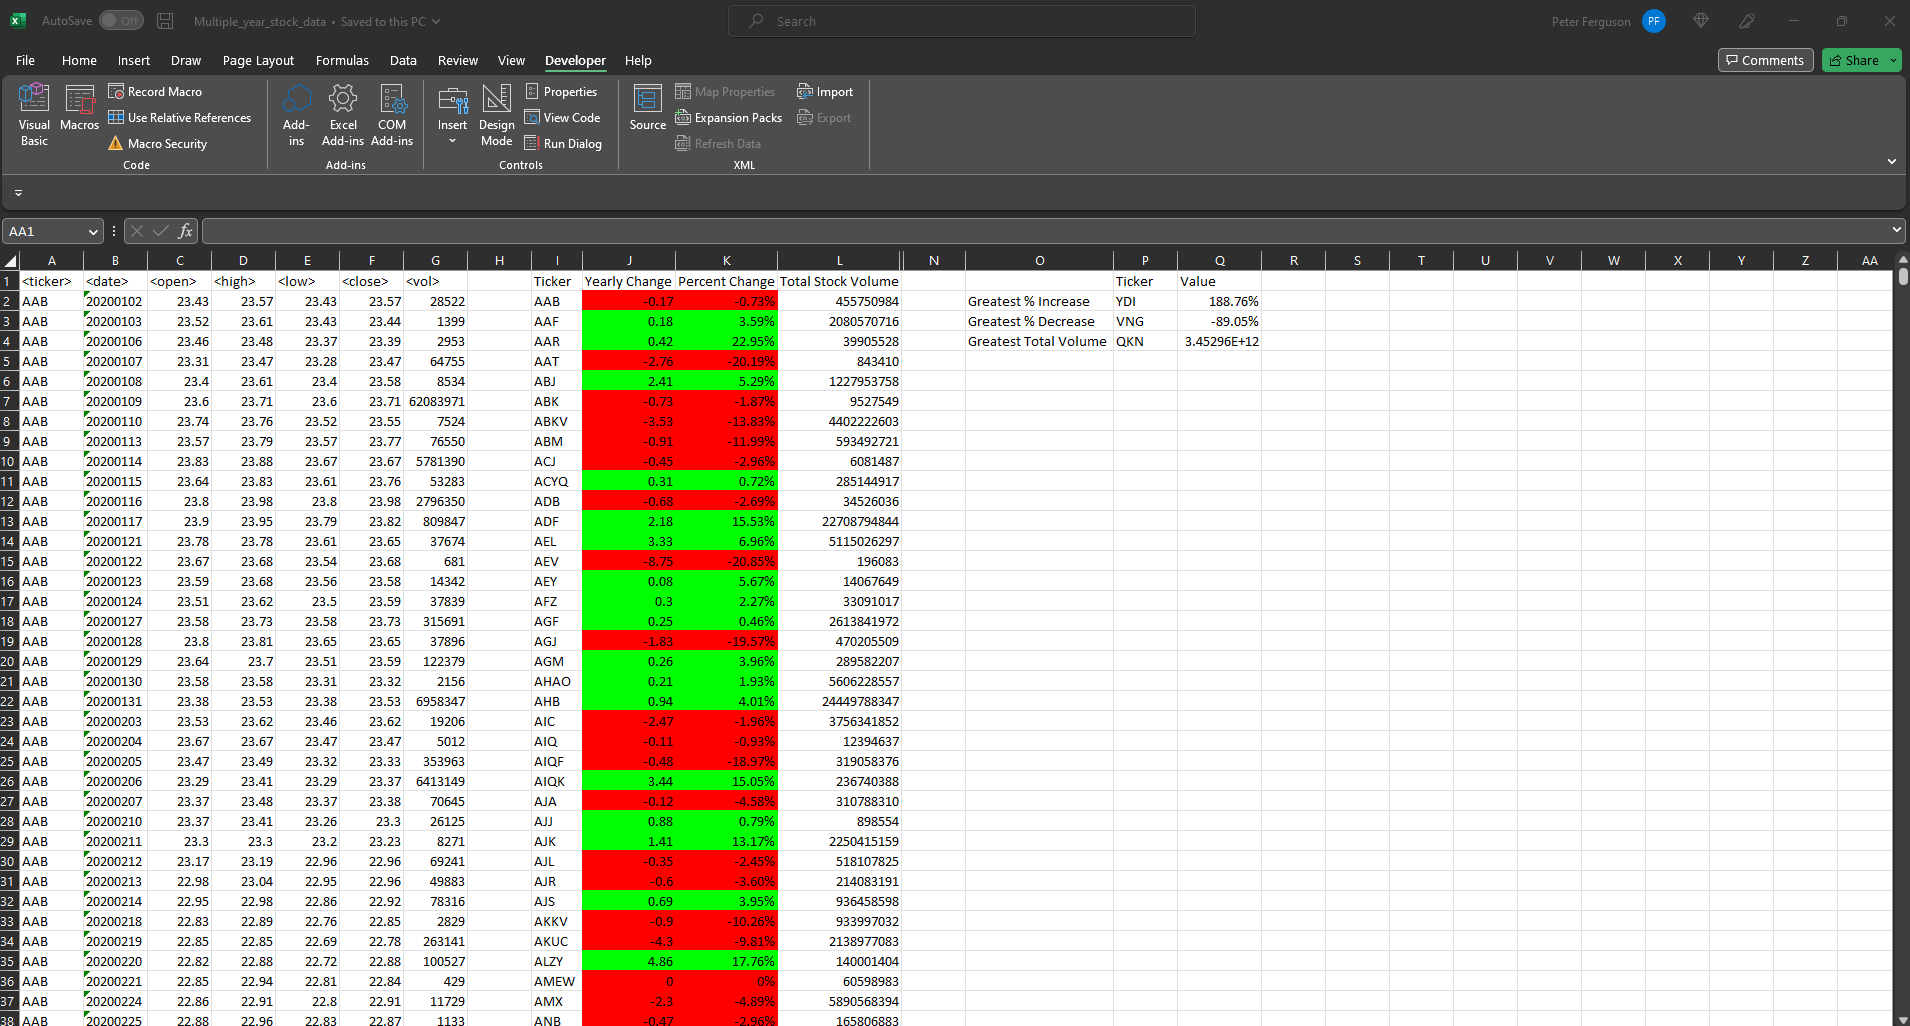 AutoSave Off Multiple_year_stock_data • Saved to this PC Search Peter Ferguson PF
File Home Insert Draw Page Layout Formulas Data Review View Developer Help Comments Share
Visual Basic Macros Record Macro Use Relative References Macro Security Code
Add-ins Excel Add-ins COM Add-ins Add-ins
Insert Design Mode Properties View Code Run Dialog Controls
Source Map Properties Expansion Packs Refresh Data Import Export XML
AA1 fx
A B C D E F G H I J K L N O P Q R S T U V W X Y Z AA
1 <ticker> <date> <open> <high> <low> <close> <vol> Ticker Yearly Change Percent Change Total Stock Volume Ticker Value
2 AAB 20200102 23.43 23.57 23.43 23.57 28522 AAB -0.17 -0.73% 455750984 Greatest % Increase YDI 188.76%
3 AAB 20200103 23.52 23.61 23.43 23.44 1399 AAF 0.18 3.59% 2080570716 Greatest % Decrease VNG -89.05%
4 AAB 20200106 23.46 23.48 23.37 23.39 2953 AAR 0.42 22.95% 39905528 Greatest Total Volume QKN 3.45296E+12
5 AAB 20200107 23.31 23.47 23.28 23.47 64755 AAT -2.76 -20.19% 843410
6 AAB 20200108 23.4 23.61 23.4 23.58 8534 ABJ 2.41 5.29% 1227953758
7 AAB 20200109 23.6 23.71 23.6 23.71 62083971 ABK -0.73 -1.87% 9527549
8 AAB 20200110 23.74 23.76 23.52 23.55 7524 ABKV -3.53 -13.83% 4402222603
9 AAB 20200113 23.57 23.79 23.57 23.77 76550 ABM -0.91 -11.99% 593492721
10 AAB 20200114 23.83 23.88 23.67 23.67 5781390 ACJ -0.45 -2.96% 6081487
11 AAB 20200115 23.64 23.83 23.61 23.76 53283 ACYQ 0.31 0.72% 285144917
12 AAB 20200116 23.8 23.98 23.8 23.98 2796350 ADB -0.68 -2.69% 34526036
13 AAB 20200117 23.9 23.95 23.79 23.82 809847 ADF 2.18 15.53% 22708794844
14 AAB 20200121 23.78 23.78 23.61 23.65 37674 AEL 3.33 6.96% 5115026297
15 AAB 20200122 23.67 23.68 23.54 23.68 681 AEV -8.75 -20.85% 196083
16 AAB 20200123 23.59 23.68 23.56 23.58 14342 AEY 0.08 5.67% 14067649
17 AAB 20200124 23.51 23.62 23.5 23.59 37839 AFZ 0.3 2.27% 33091017
18 AAB 20200127 23.58 23.73 23.58 23.73 315691 AGF 0.25 0.46% 2613841972
19 AAB 20200128 23.8 23.81 23.65 23.65 37896 AGJ -1.83 -19.57% 470205509
20 AAB 20200129 23.64 23.7 23.51 23.59 122379 AGM 0.26 3.96% 289582207
21 AAB 20200130 23.58 23.58 23.31 23.32 2156 AHAO 0.21 1.93% 5606228557
22 AAB 20200131 23.38 23.53 23.38 23.53 6958347 AHB 0.94 4.01% 24449788347
23 AAB 20200203 23.53 23.62 23.46 23.62 19206 AIC -2.47 -1.96% 3756341852
24 AAB 20200204 23.67 23.67 23.47 23.47 5012 AIQ -0.11 -0.93% 12394637
25 AAB 20200205 23.47 23.49 23.32 23.33 353963 AIQF -0.48 -18.97% 319058376
26 AAB 20200206 23.29 23.41 23.29 23.37 6413149 AIQK 3.44 15.05% 236740388
27 AAB 20200207 23.37 23.48 23.37 23.38 70645 AJA -0.12 -4.58% 310788310
28 AAB 20200210 23.37 23.41 23.26 23.3 26125 AJJ 0.88 0.79% 898554
29 AAB 20200211 23.3 23.3 23.2 23.23 8271 AJK 1.41 13.17% 2250415159
30 AAB 20200212 23.17 23.19 22.96 22.96 69241 AJL -0.35 -2.45% 518107825
31 AAB 20200213 22.98 23.04 22.95 22.96 49883 AJR -0.6 -3.60% 214083191
32 AAB 20200214 22.95 22.98 22.86 22.92 78316 AJS 0.69 3.95% 936458598
33 AAB 20200218 22.83 22.89 22.76 22.85 2829 AKKV -0.9 -10.26% 933997032
34 AAB 20200219 22.85 22.85 22.69 22.78 263141 AKUC -4.3 -9.81% 2138977083
35 AAB 20200220 22.82 22.88 22.72 22.88 100527 ALZY 4.86 17.76% 140001404
36 AAB 20200221 22.85 22.94 22.81 22.84 429 AMEW 0 0% 60598983
37 AAB 20200224 22.86 22.91 22.8 22.91 11729 AMX -2.3 -4.89% 5890568394
38 AAB 20200225 22.88 22.96 22.83 22.87 1133 ANB -0.47 -2.96% 165806883